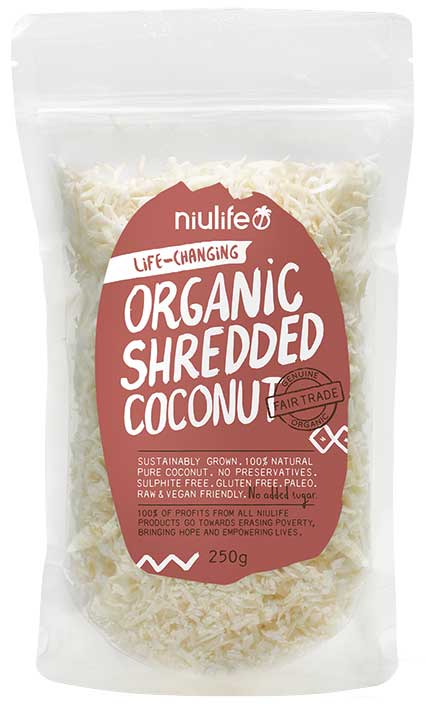 niulife
LiFE-CHANGiNG
ORGANiC
SHREDDED
COCONUT
GENUINE
FAIR TRADE
ORGANIC
SUSTAINABLY GROWN. 100% NATURAL
PURE COCONUT. NO PRESERVATIVES.
SULPHITE FREE. GLUTEN FREE. PALEO.
RAW & VEGAN FRIENDLY. No added sugar.
100% OF PROFITS FROM ALL NIULIFE
PRODUCTS GO TOWARDS ERASING POVERTY,
BRINGING HOPE AND EMPOWERING LIVES.
250g